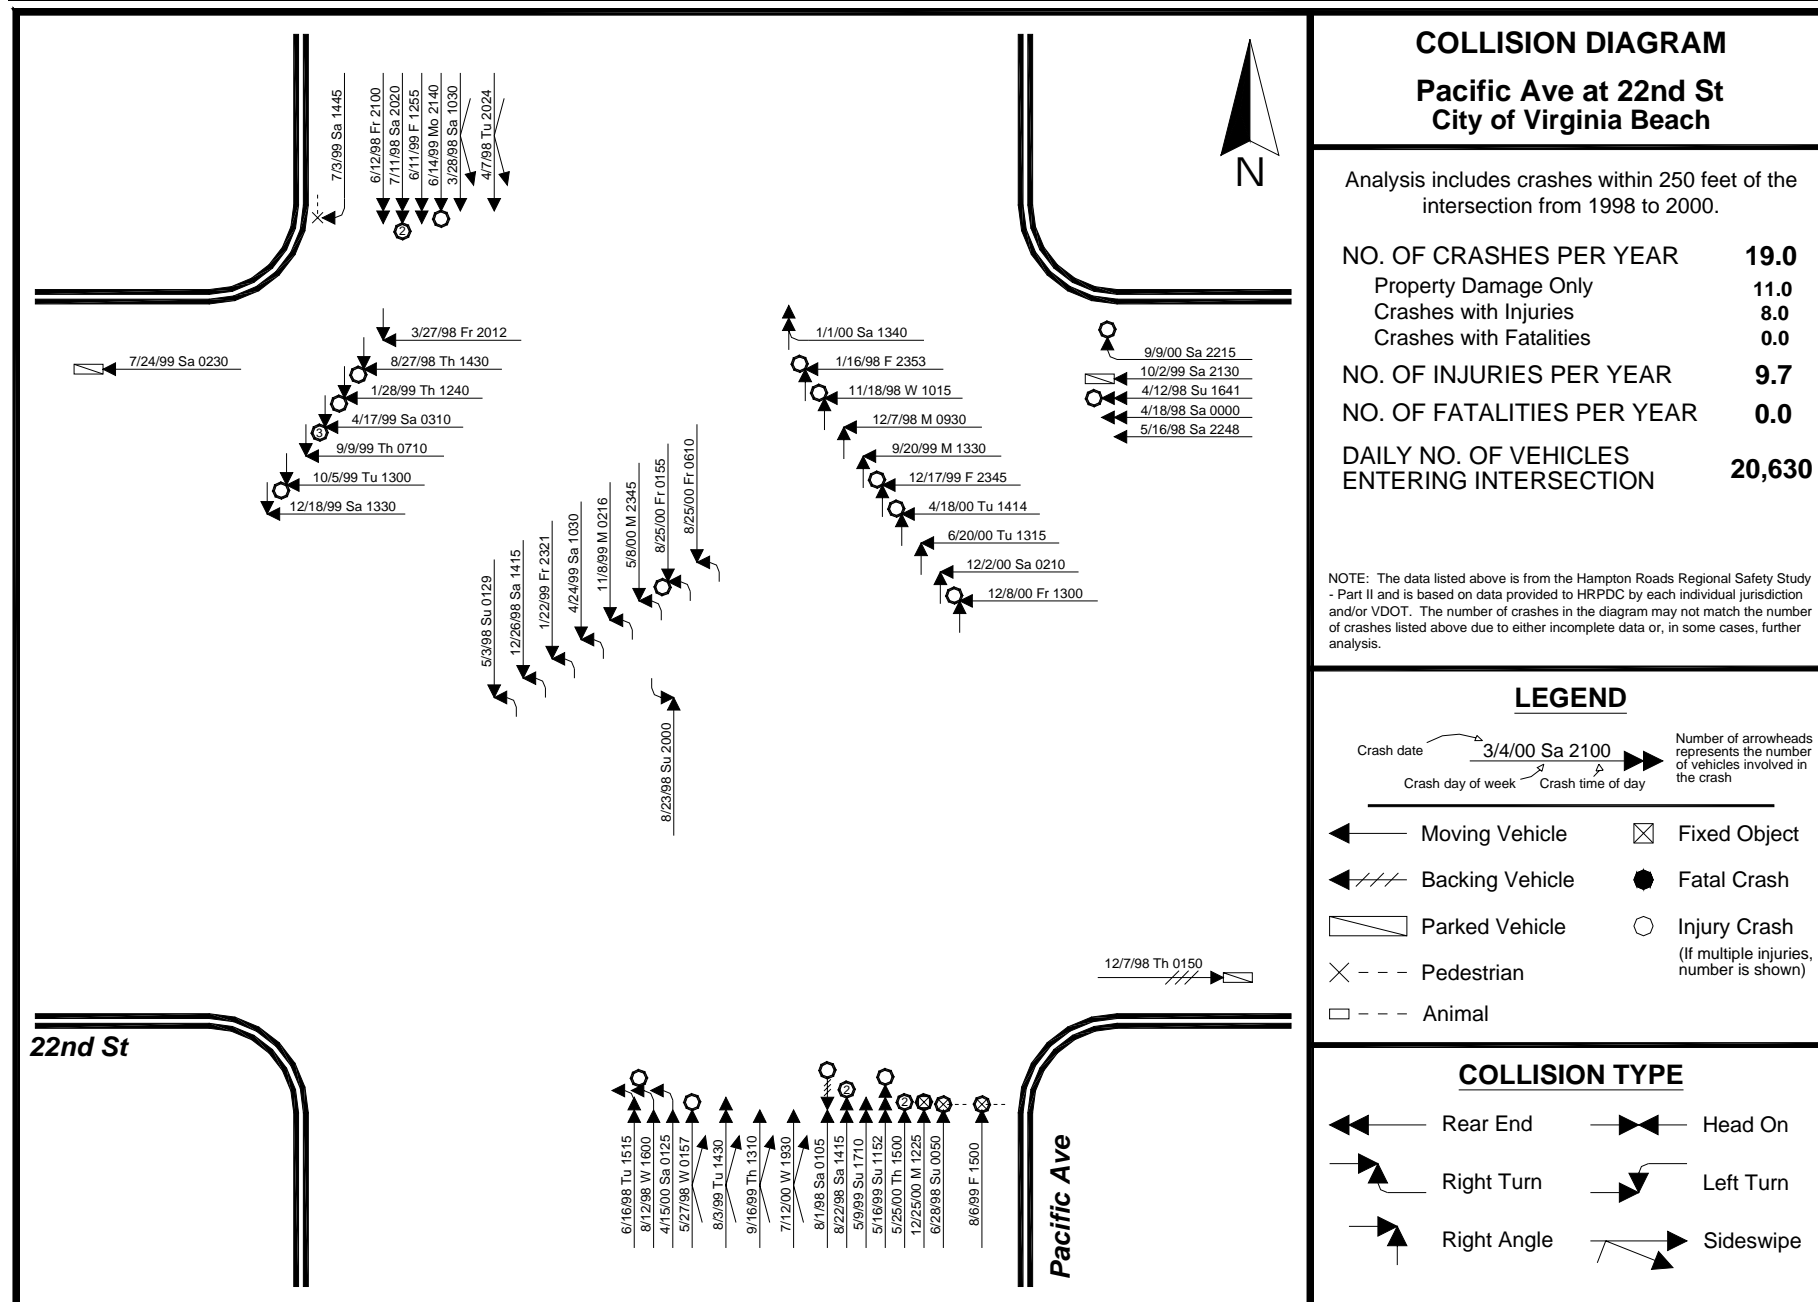 COLLISION DIAGRAM
Pacific Ave at 22nd St
City of Virginia Beach
Analysis includes crashes within 250 feet of the
intersection from 1998 to 2000.
NO. OF CRASHES PER YEAR 19.0
Property Damage Only 11.0
Crashes with Injuries 8.0
Crashes with Fatalities 0.0
NO. OF INJURIES PER YEAR 9.7
NO. OF FATALITIES PER YEAR 0.0
DAILY NO. OF VEHICLES
ENTERING INTERSECTION 20,630
NOTE: The data listed above is from the Hampton Roads Regional Safety Study
- Part II and is based on data provided to HRPDC by each individual jurisdiction
and/or VDOT. The number of crashes in the diagram may not match the number
of crashes listed above due to either incomplete data or, in some cases, further
analysis.
LEGEND
Crash date
3/4/00 Sa 2100
Crash day of week
Crash time of day
Number of arrowheads
represents the number
of vehicles involved in
the crash
Moving Vehicle
Fixed Object
Backing Vehicle
Fatal Crash
Parked Vehicle
Injury Crash
(If multiple injuries,
number is shown)
Pedestrian
Animal
COLLISION TYPE
Rear End
Head On
Right Turn
Left Turn
Right Angle
Sideswipe
N
7/3/99 Sa 1445
6/12/98 Fr 2100
7/11/98 Sa 2020
2
6/11/99 F 1255
6/14/99 Mo 2140
3/28/98 Sa 1030
4/7/98 Tu 2024
7/24/99 Sa 0230
3/27/98 Fr 2012
8/27/98 Th 1430
1/28/99 Th 1240
4/17/99 Sa 0310
3
9/9/99 Th 0710
10/5/99 Tu 1300
12/18/99 Sa 1330
1/1/00 Sa 1340
1/16/98 F 2353
11/18/98 W 1015
12/7/98 M 0930
9/20/99 M 1330
12/17/99 F 2345
4/18/00 Tu 1414
6/20/00 Tu 1315
12/2/00 Sa 0210
12/8/00 Fr 1300
9/9/00 Sa 2215
10/2/99 Sa 2130
4/12/98 Su 1641
4/18/98 Sa 0000
5/16/98 Sa 2248
5/3/98 Su 0129
12/26/98 Sa 1415
1/22/99 Fr 2321
4/24/99 Sa 1030
11/8/99 M 0216
5/8/00 M 2345
8/25/00 Fr 0155
8/25/00 Fr 0610
8/23/98 Su 2000
12/7/98 Th 0150
22nd St
6/16/98 Tu 1515
8/12/98 W 1600
4/15/00 Sa 0125
5/27/98 W 0157
8/3/99 Tu 1430
9/16/99 Th 1310
7/12/00 W 1930
8/1/98 Sa 0105
8/22/98 Sa 1415
2
5/9/99 Su 1710
5/16/99 Su 1152
5/25/00 Th 1500
2
12/25/00 M 1225
6/28/98 Su 0050
8/6/99 F 1500
Pacific Ave